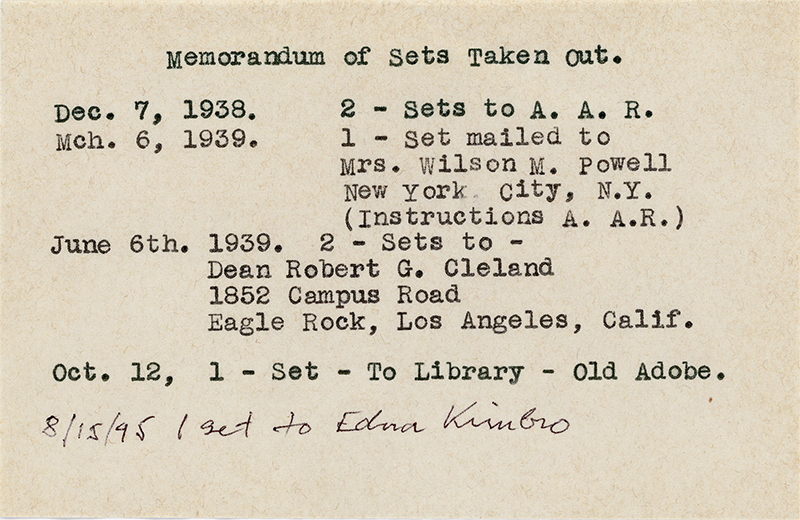 Memorandum of Sets Taken Out.
Dec. 7, 1938. 2 - Sets to A. A. R.
Mch. 6, 1939. 1 - Set mailed to
Mrs. Wilson M. Powell
New York City, N.Y.
(Instructions A. A.R.)
June 6th. 1939. 2 - Sets to -
Dean Robert G. Cleland
1852 Campus Road
Eagle Rock, Los Angeles, Calif.
Oct. 12, 1 - Set - To Library - Old Adobe.
8/15/95 1 set to Edna Kimbro